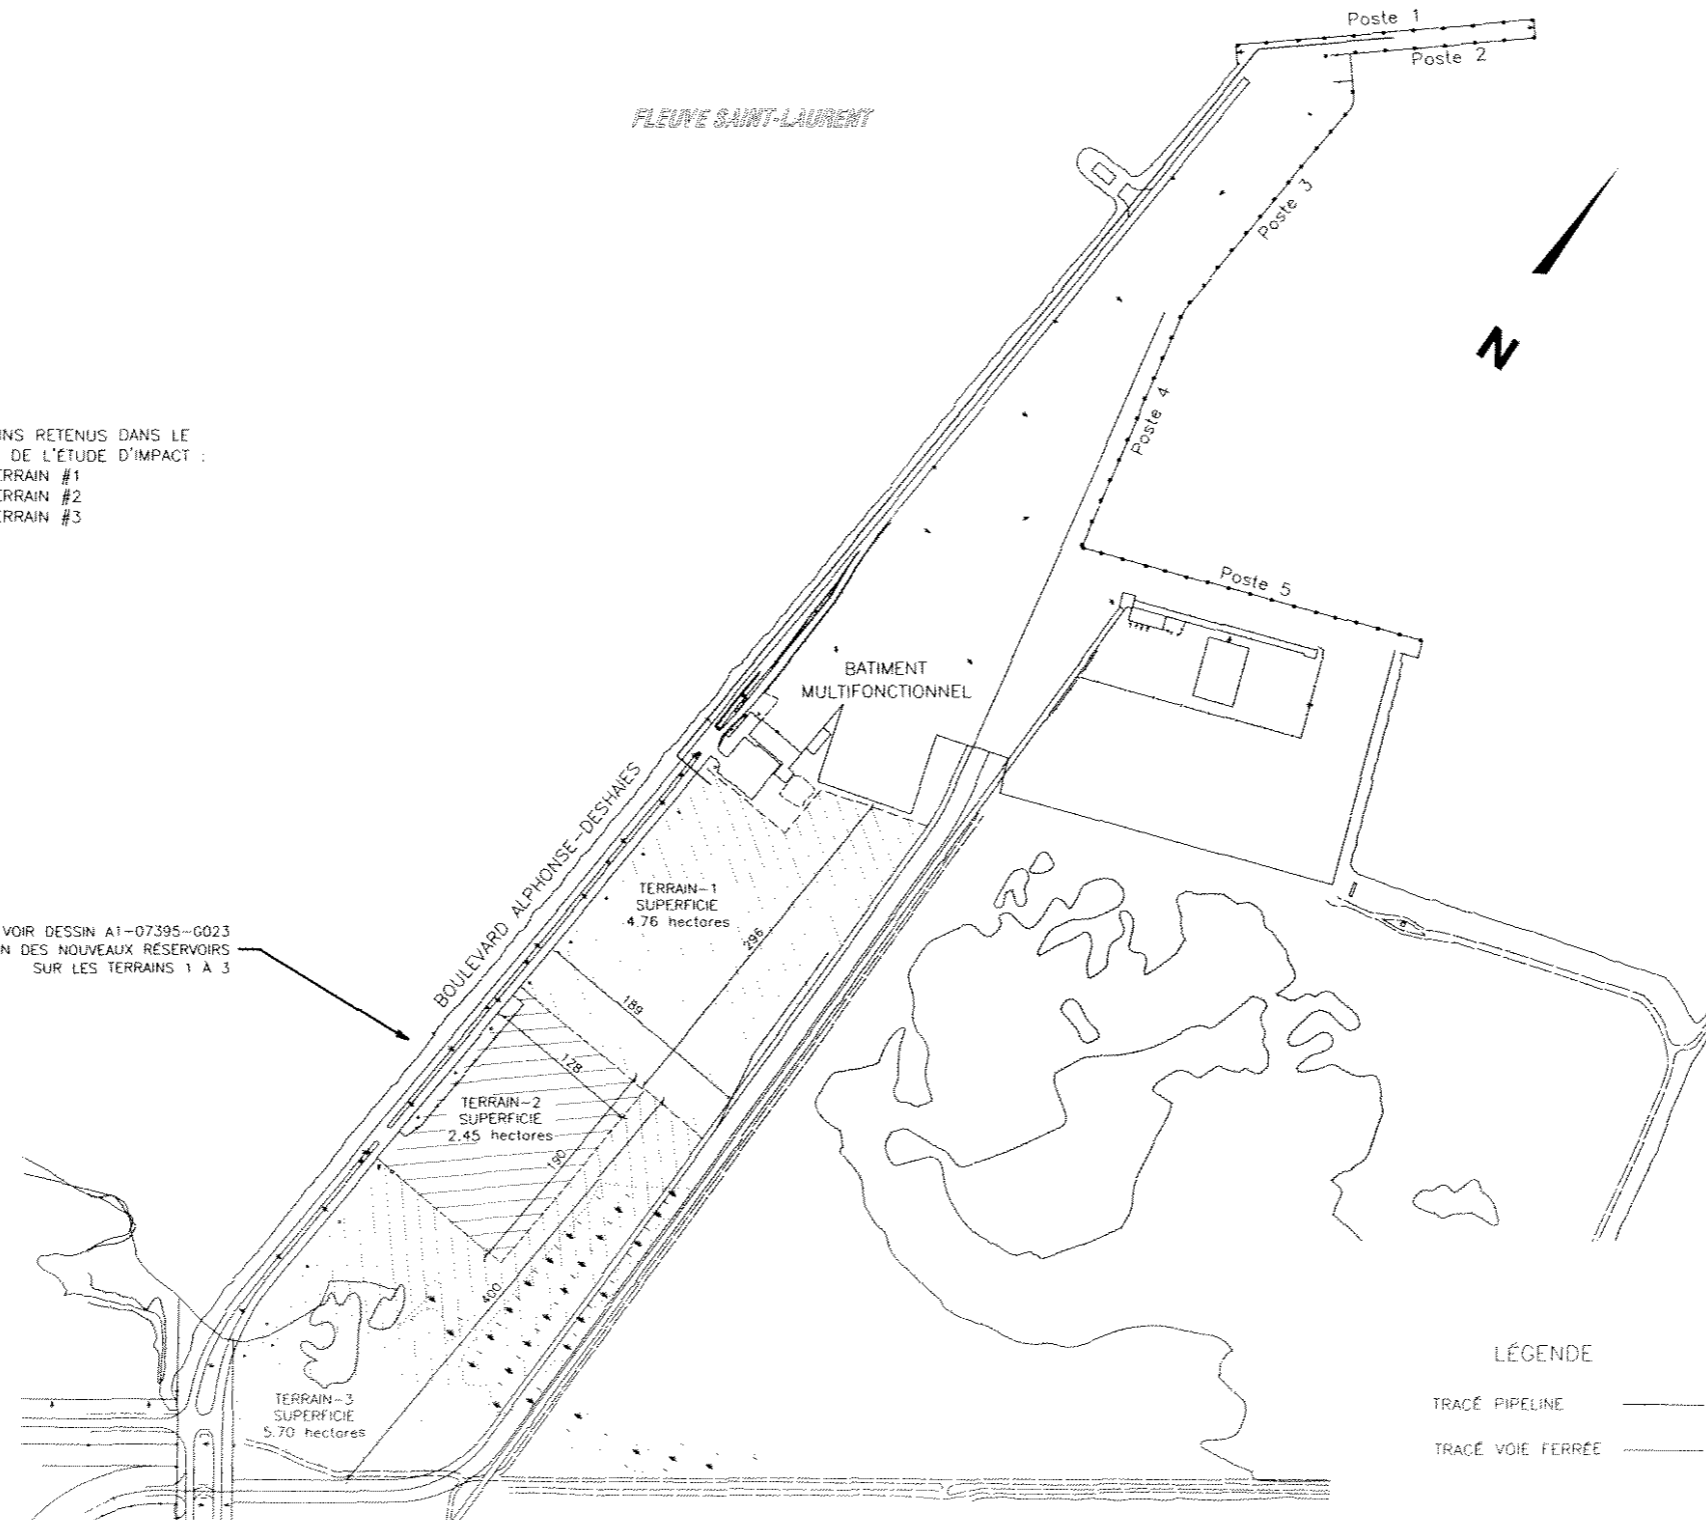 Poste 1
Poste 2
FLEUVE SAINT-LAURENT
Poste 3
N
Poste 4
INS RETENUS DANS LE
DE L'ÉTUDE D'IMPACT :
ERRAIN #1
ERRAIN #2
ERRAIN #3
Poste 5
BATIMENT
MULTIFONCTIONNEL
BOULEVARD ALPHONSE-DESHAIES
TERRAIN-1
SUPERFICIE
4.76 hectares
296
VOIR DESSIN A1-07395-G023
N DES NOUVEAUX RÉSERVOIRS
SUR LES TERRAINS 1 À 3
189
128
TERRAIN-2
SUPERFICIE
2.45 hectares
190
400
TERRAIN-3
SUPERFICIE
5.70 hectares
LÉGENDE
TRACÉ PIPELINE
TRACÉ VOIE FERRÉE